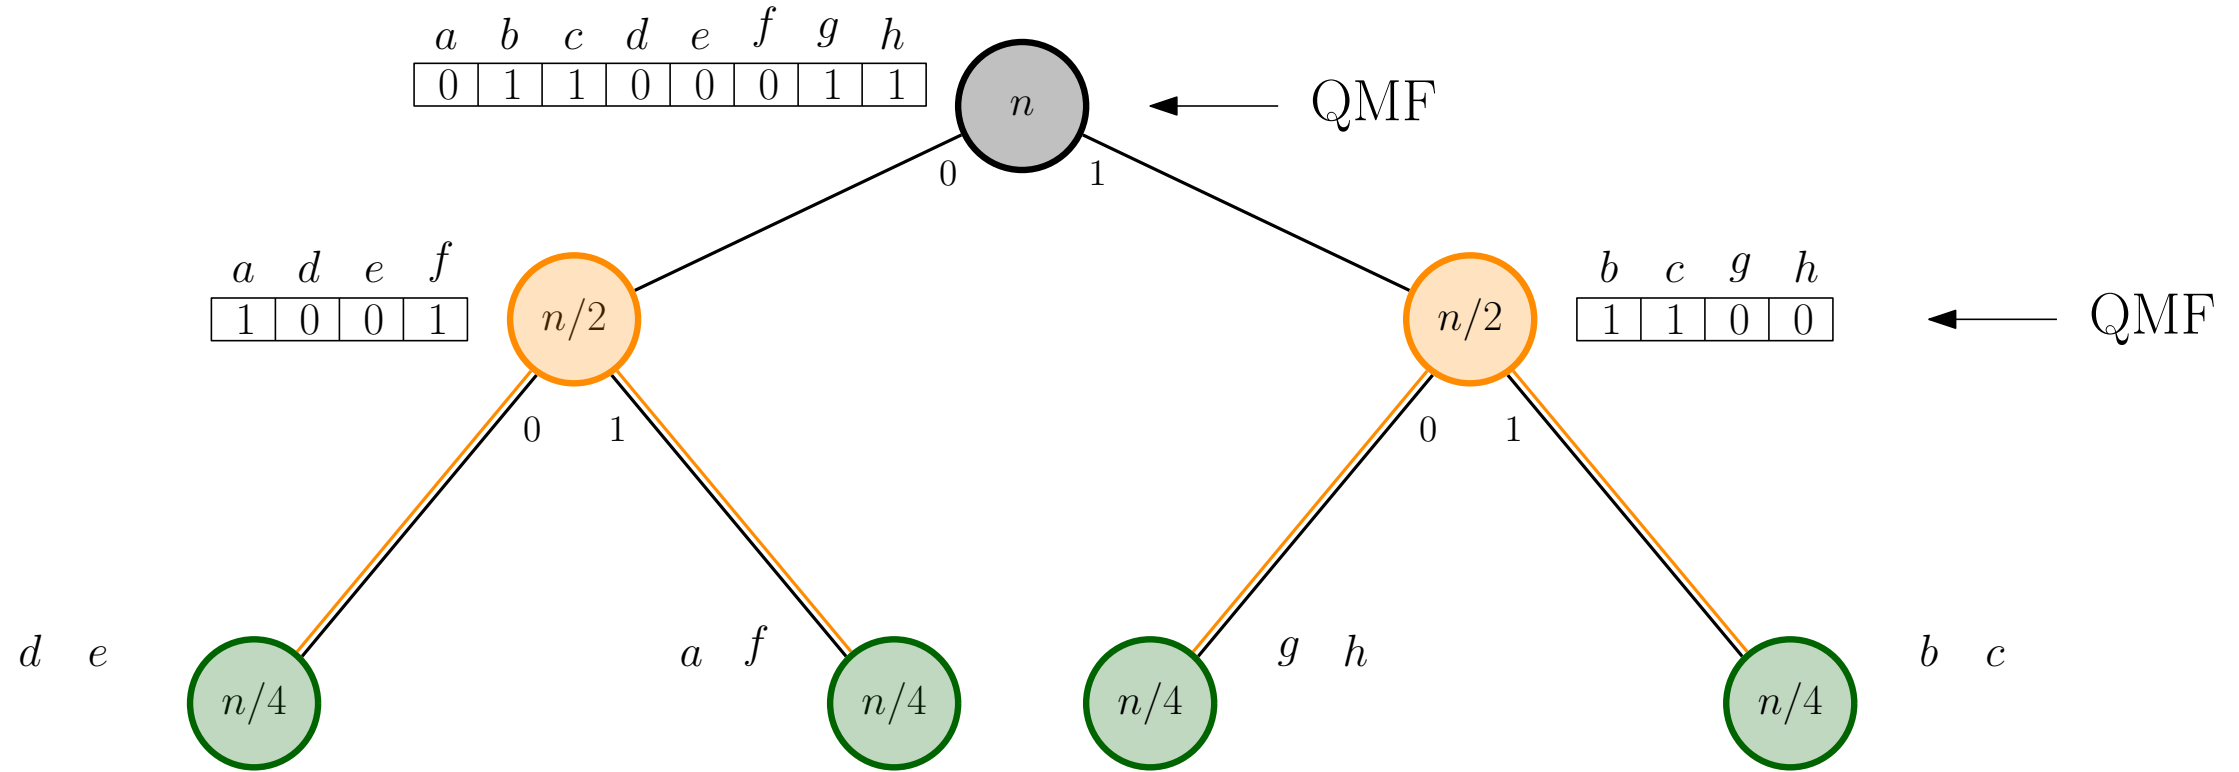 a b c d e f g h
0 1 1 0 0 0 1 1
n
QMF
0 1
a d e f
1 0 0 1
n/2
n/2
b c g h
1 1 0 0
QMF
0 1
0 1
d e
a f
g h
b c
n/4
n/4
n/4
n/4